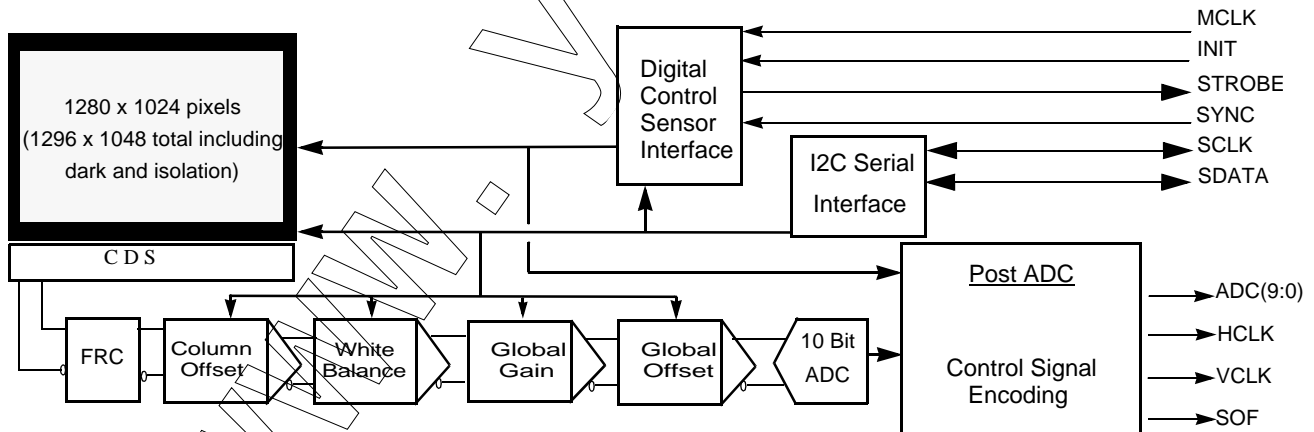 MCLK
INIT
STROBE
SYNC
SCLK
SDATA
Digital
Control
Sensor
Interface
I2C Serial
Interface
1280 x 1024 pixels
(1296 x 1048 total including
dark and isolation)
CDS
FRC
Column
Offset
White
Balance
Global
Gain
Global
Offset
10 Bit
ADC
Post ADC
Control Signal
Encoding
ADC(9:0)
HCLK
VCLK
SOF
www.y